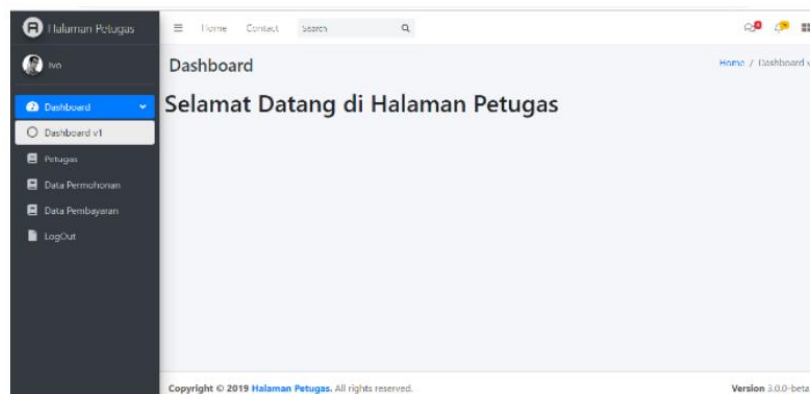 Halaman Petugas
Home Contact Search
Ivo
Dashboard
Home / Dashboard v
Dashboard
Selamat Datang di Halaman Petugas
Dashboard v1
Petugas
Data Permohonan
Data Pembayaran
LogOut
Copyright © 2019 Halaman Petugas. All rights reserved.
Version 3.0.0-beta